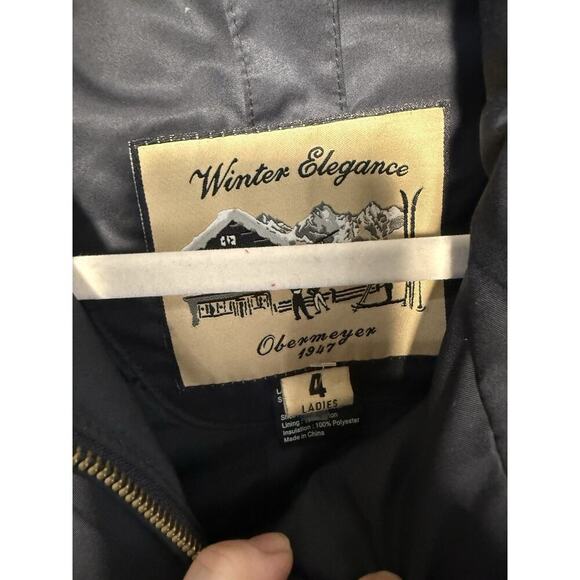 Winter Elegance
Obermeyer
1947
4
LADIES
Lining :
Insulation : 100% Polyester
Made in China